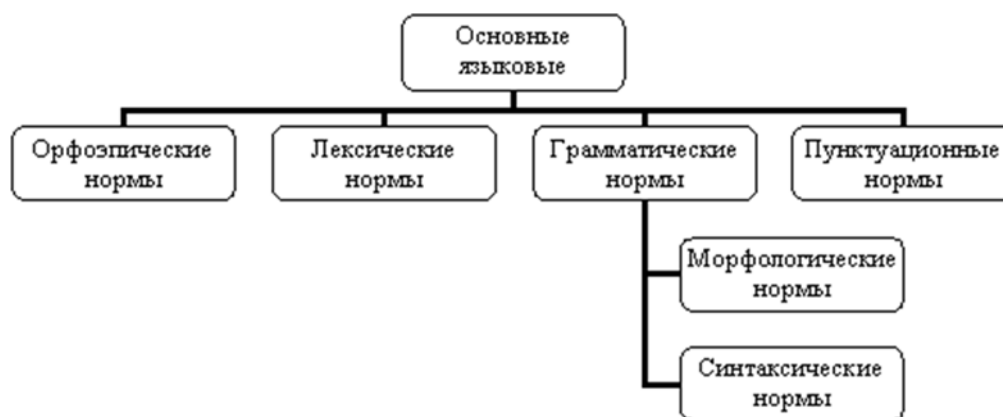 Основные
языковые
Орфоэпические
нормы
Лексические
нормы
Грамматические
нормы
Пунктуационные
нормы
Морфологические
нормы
Синтаксические
нормы